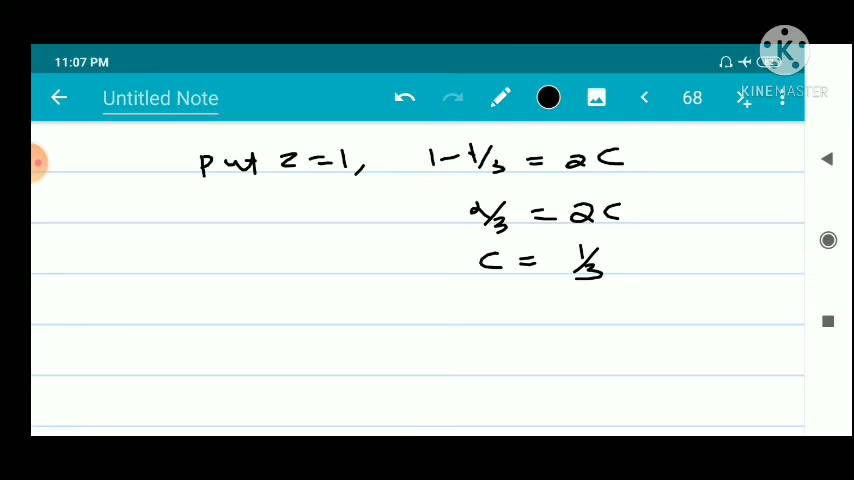 11:07 PM
KINEMASTER
Untitled Note
68
put z = 1, 1 - 1/3 = 2C
2/3 = 2C
C = 1/3